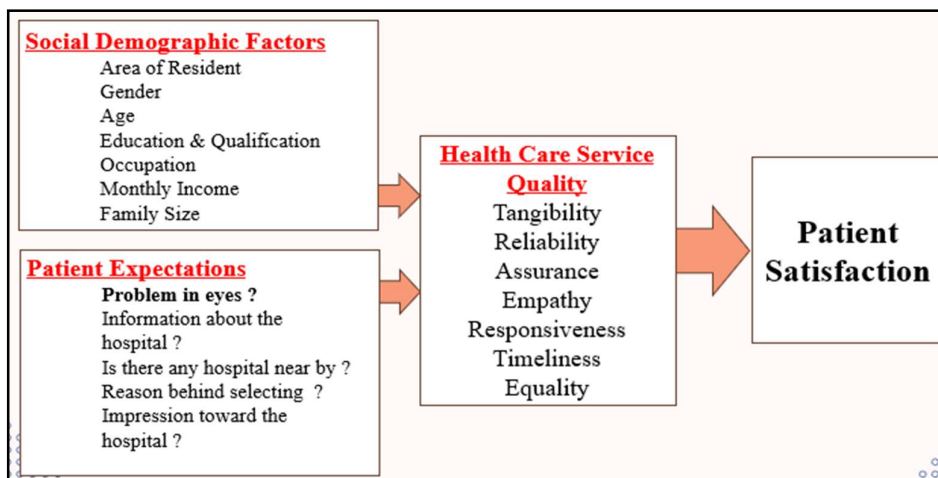 Social Demographic Factors
Area of Resident
Gender
Age
Education & Qualification
Occupation
Monthly Income
Family Size
Patient Expectations
Problem in eyes ?
Information about the
hospital ?
Is there any hospital near by ?
Reason behind selecting  ?
Impression toward the
hospital ?
Health Care Service
Quality
Tangibility
Reliability
Assurance
Empathy
Responsiveness
Timeliness
Equality
Patient
Satisfaction